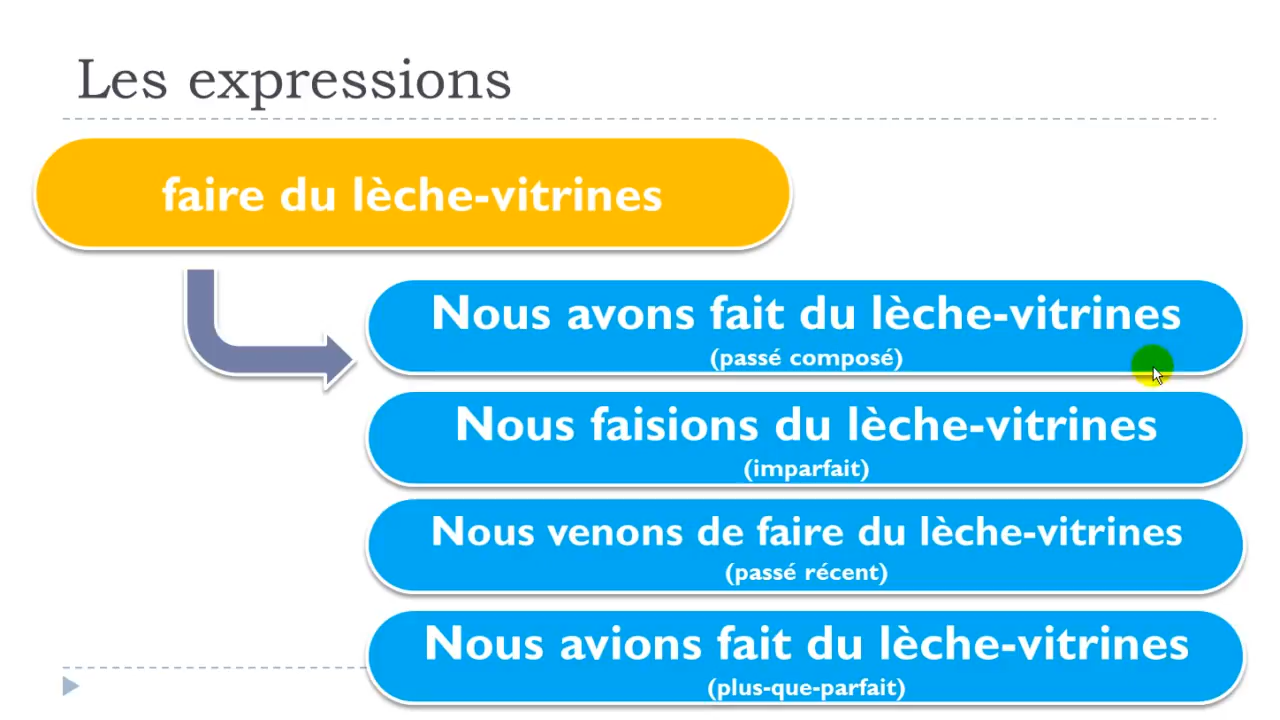 Les expressions
faire du lèche-vitrines
Nous avons fait du lèche-vitrines
(passé composé)
Nous faisions du lèche-vitrines
(imparfait)
Nous venons de faire du lèche-vitrines
(passé récent)
Nous avions fait du lèche-vitrines
(plus-que-parfait)